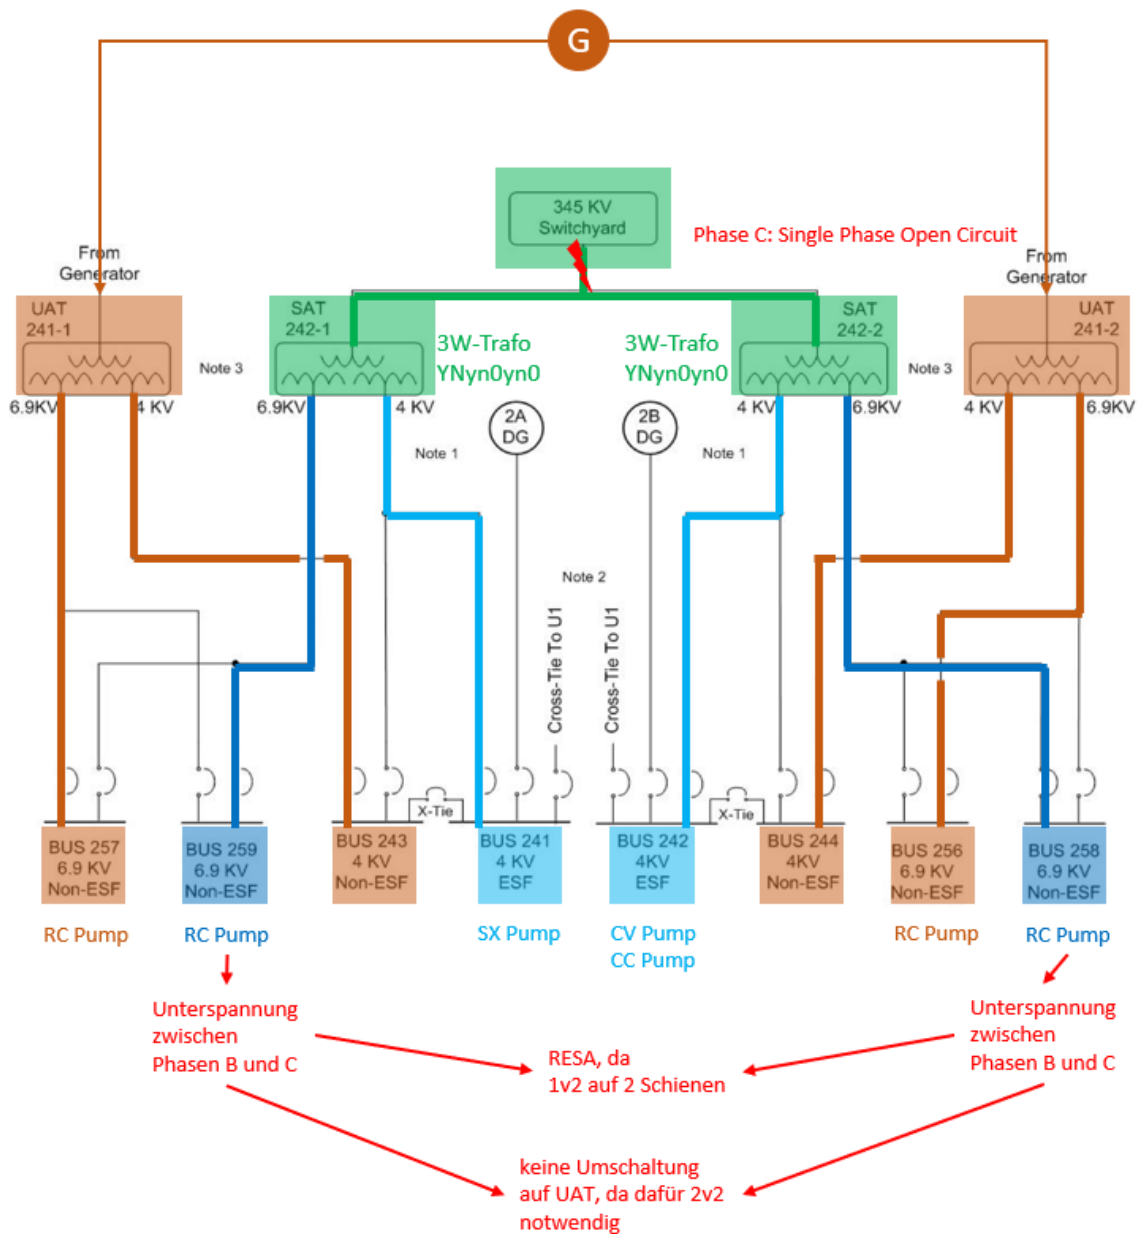 G
345 KV
Switchyard
Phase C: Single Phase Open Circuit
From
Generator
From
Generator
UAT
241-1
SAT
242-1
SAT
242-2
UAT
241-2
3W-Trafo
YNyn0yn0
3W-Trafo
YNyn0yn0
Note 3
Note 3
6.9KV
4 KV
6.9KV
4 KV
4 KV
6.9KV
4 KV
6.9KV
2A
DG
2B
DG
Note 1
Note 1
Note 2
Cross-Tie To U1
Cross-Tie To U1
X-Tie
X-Tie
BUS 257
6.9 KV
Non-ESF
BUS 259
6.9 KV
Non-ESF
BUS 243
4 KV
Non-ESF
BUS 241
4 KV
ESF
BUS 242
4KV
ESF
BUS 244
4KV
Non-ESF
BUS 256
6.9 KV
Non-ESF
BUS 258
6.9 KV
Non-ESF
RC Pump
RC Pump
SX Pump
CV Pump
CC Pump
RC Pump
RC Pump
Unterspannung
zwischen
Phasen B und C
Unterspannung
zwischen
Phasen B und C
RESA, da
1v2 auf 2 Schienen
keine Umschaltung
auf UAT, da dafür 2v2
notwendig